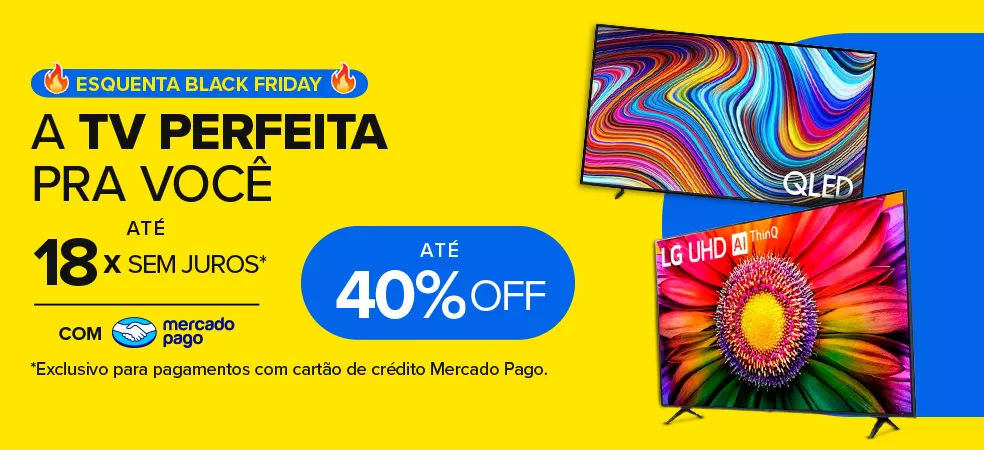 ESQUENTA BLACK FRIDAY
A TV PERFEITA
PRA VOCÊ
ATÉ
18 x SEM JUROS*
COM mercado
pago
ATÉ
40% OFF
*Exclusivo para pagamentos com cartão de crédito Mercado Pago.
QLED
LG UHD AI ThinQ